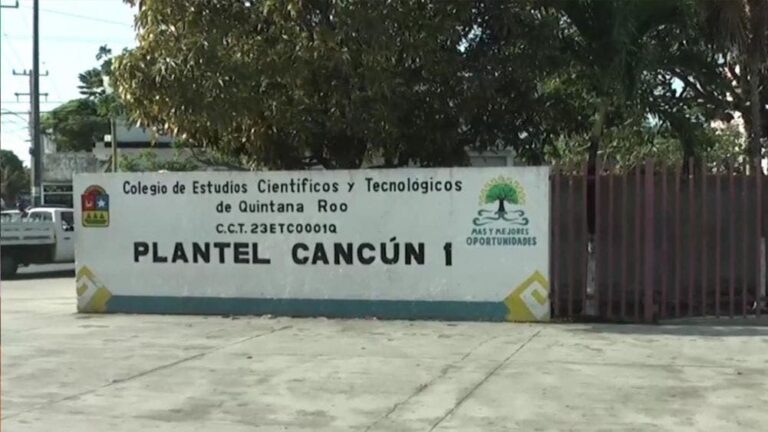 Colegio de Estudios Científicos y Tecnológicos
de Quintana Roo
C.C.T. 23ETC0001Q
PLANTEL CANCÚN 1
MAS Y MEJORES
OPORTUNIDADES